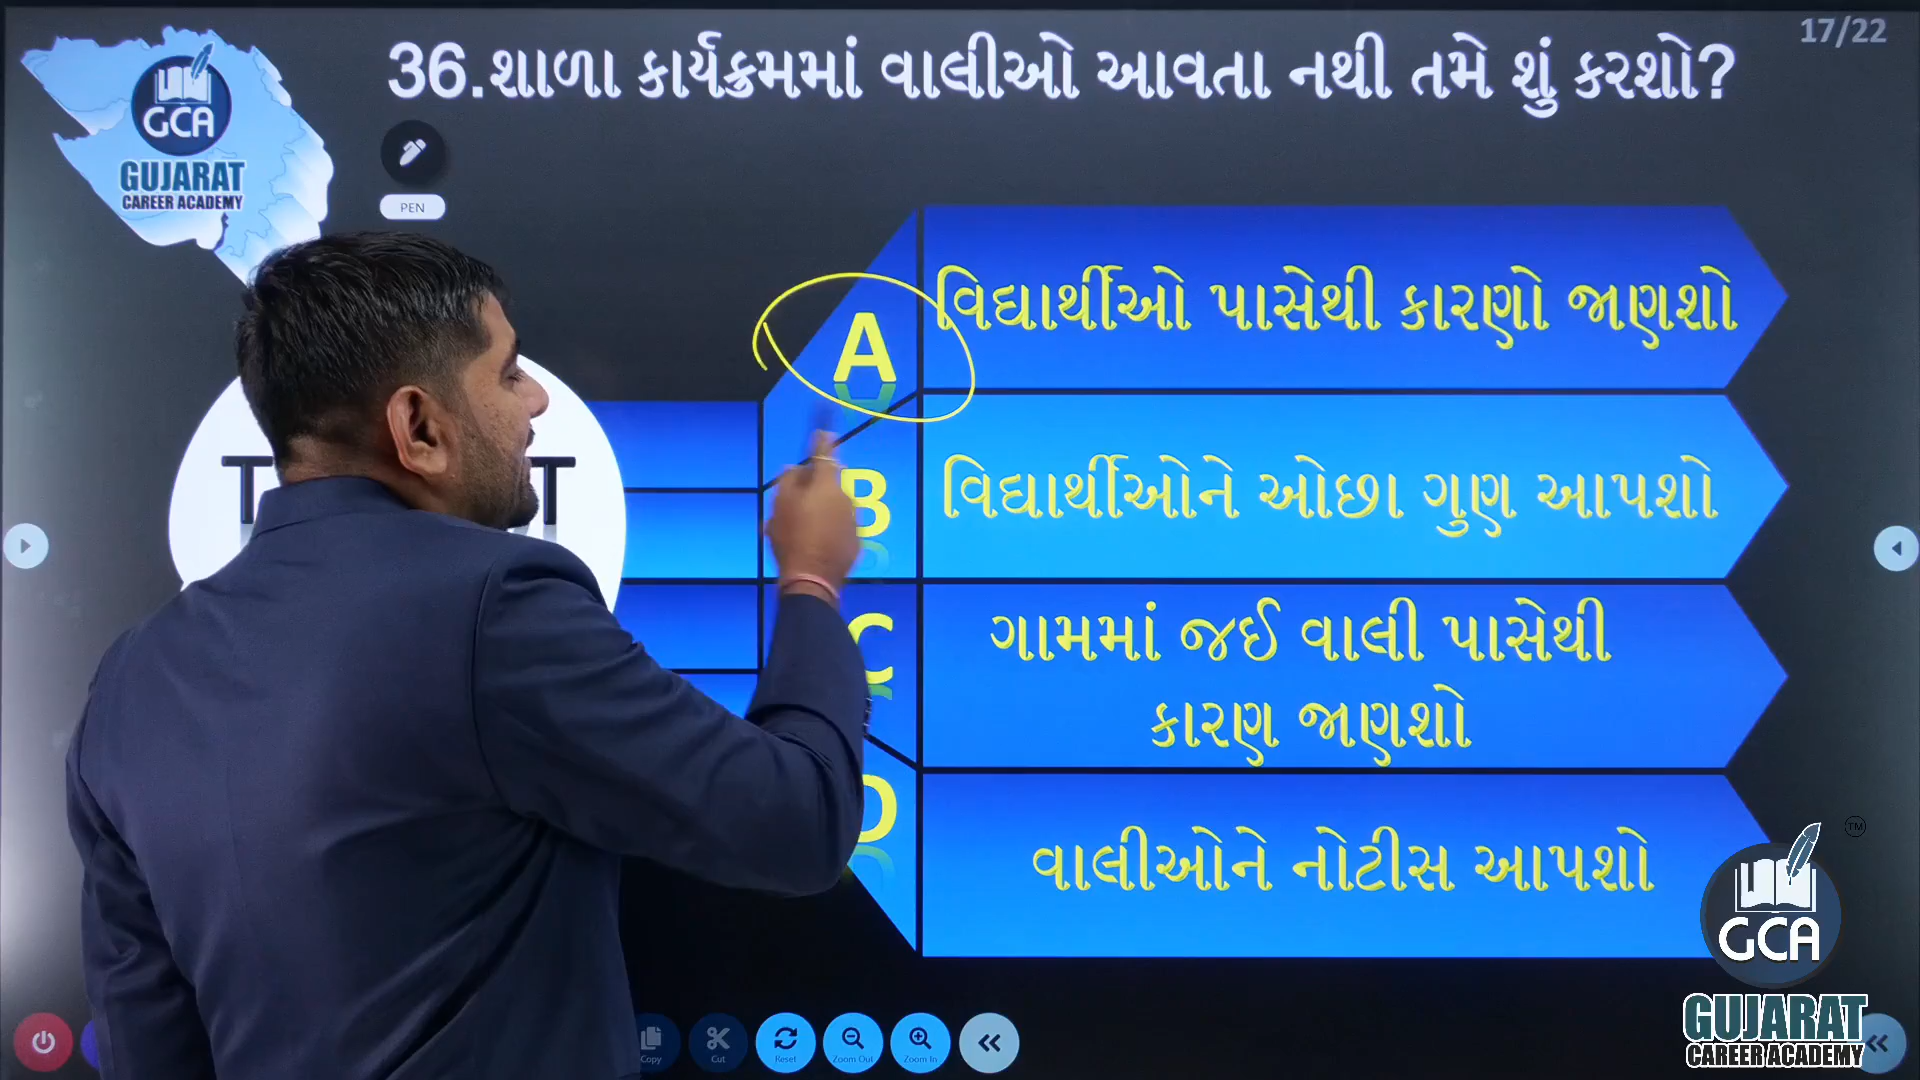 17/22
36.શાળા કાર્યક્રમમાં વાલીઓ આવતા નથી તમે શું કરશો?
GCA
GUJARAT
CAREER ACADEMY
PEN
A
વિદ્યાર્થીઓ પાસેથી કારણો જાણશો
B
વિદ્યાર્થીઓને ઓછા ગુણ આપશો
C
ગામમાં જઈ વાલી પાસેથી
કારણ જાણશો
D
વાલીઓને નોટીસ આપશો
TM
GCA
GUJARAT
CAREER ACADEMY
Copy
Cut
Reset
Zoom Out
Zoom In